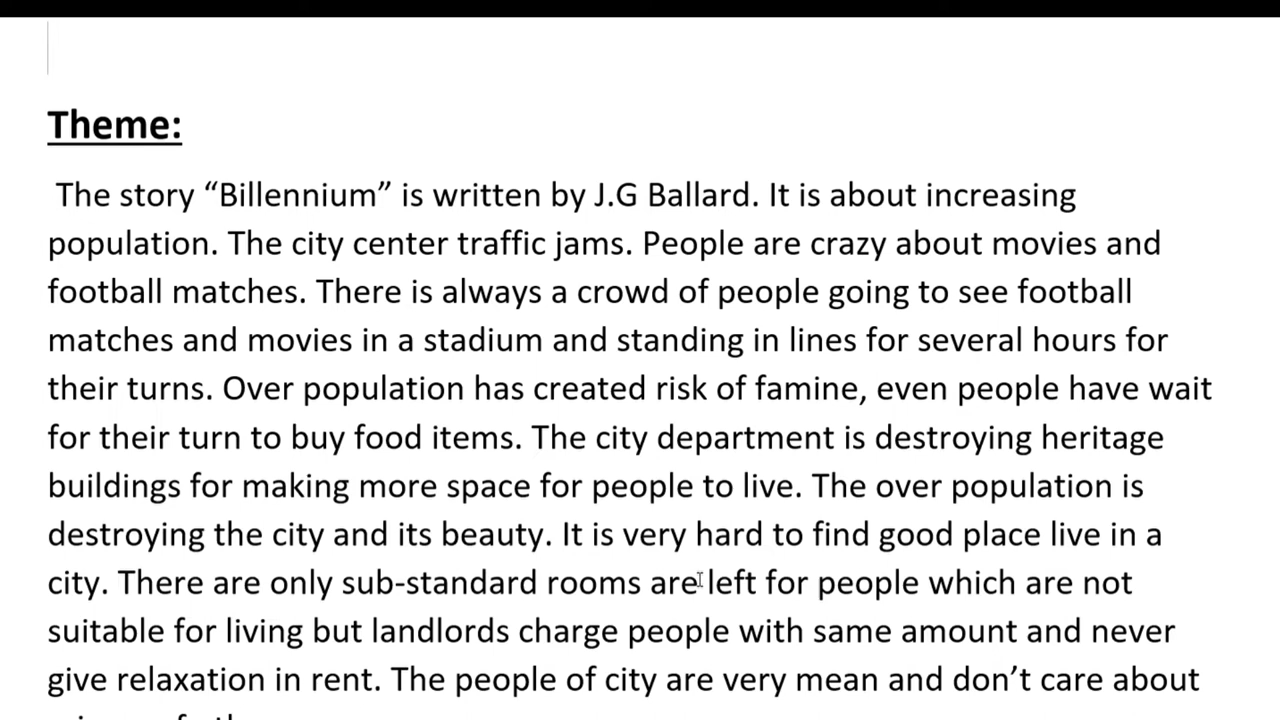 Theme:
The story “Billennium” is written by J.G Ballard. It is about increasing
population. The city center traffic jams. People are crazy about movies and
football matches. There is always a crowd of people going to see football
matches and movies in a stadium and standing in lines for several hours for
their turns. Over population has created risk of famine, even people have wait
for their turn to buy food items. The city department is destroying heritage
buildings for making more space for people to live. The over population is
destroying the city and its beauty. It is very hard to find good place live in a
city. There are only sub-standard rooms are left for people which are not
suitable for living but landlords charge people with same amount and never
give relaxation in rent. The people of city are very mean and don’t care about